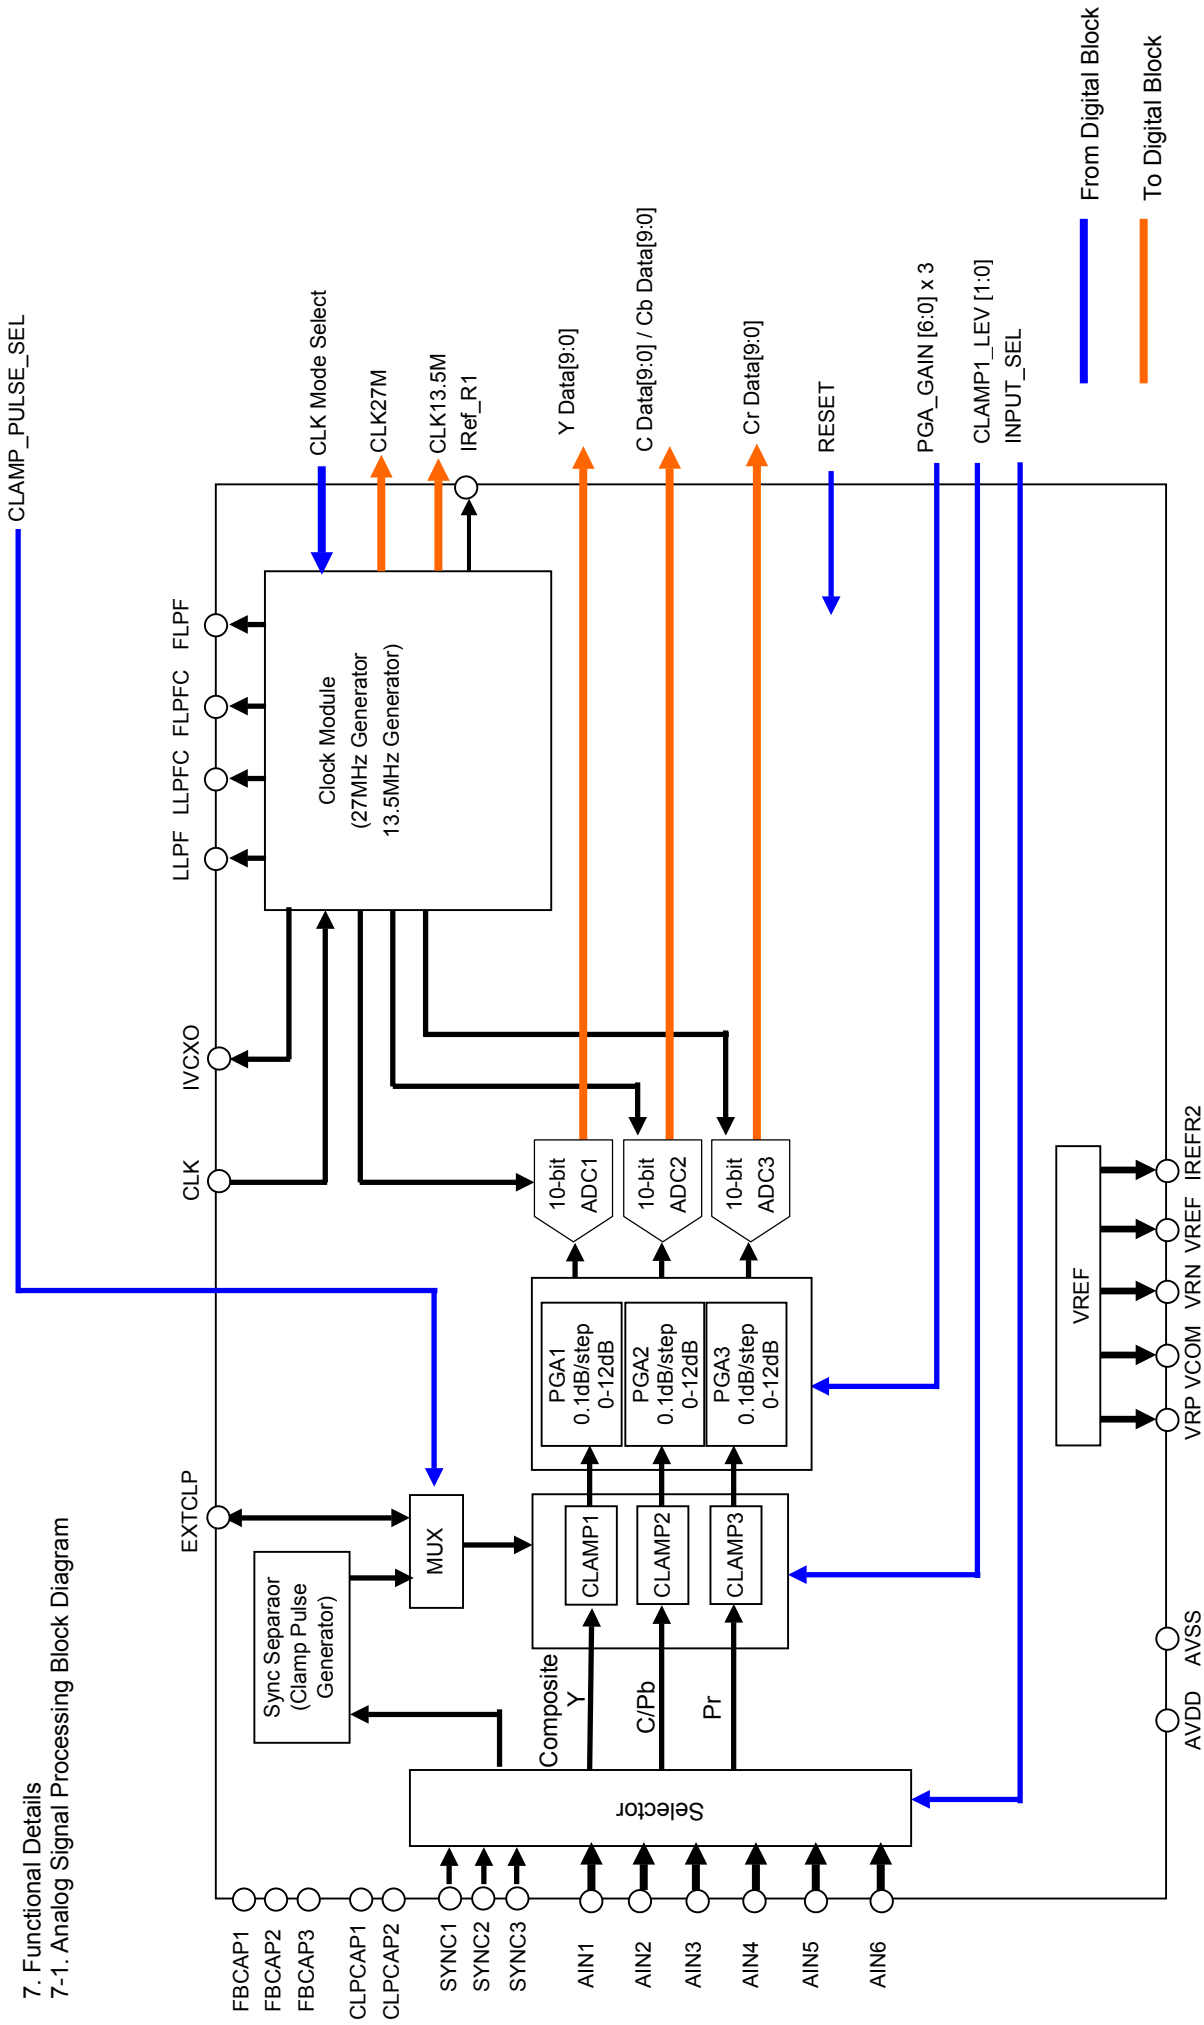 7. Functional Details
7-1. Analog Signal Processing Block Diagram
CLAMP_PULSE_SEL
EXTCLP
CLK
IVCXO
LLPF
LLPFC
FLPFC
FLPF
FBCAP1
FBCAP2
FBCAP3
CLPCAP1
CLPCAP2
SYNC1
SYNC2
SYNC3
AIN1
AIN2
AIN3
AIN4
AIN5
AIN6
Sync Separaor
(Clamp Pulse
Generator)
MUX
Selector
Composite
Y
C/Pb
Pr
CLAMP1
CLAMP2
CLAMP3
PGA1
0.1dB/step
0-12dB
PGA2
0.1dB/step
0-12dB
PGA3
0.1dB/step
0-12dB
10-bit
ADC1
10-bit
ADC2
10-bit
ADC3
Clock Module
(27MHz Generator
13.5MHz Generator)
CLK Mode Select
CLK27M
CLK13.5M
IRef_R1
Y Data[9:0]
C Data[9:0] / Cb Data[9:0]
Cr Data[9:0]
RESET
PGA_GAIN [6:0] x 3
CLAMP1_LEV [1:0]
INPUT_SEL
VREF
AVDD
AVSS
VRP
VCOM
VRN
VREF
IREFR2
From Digital Block
To Digital Block